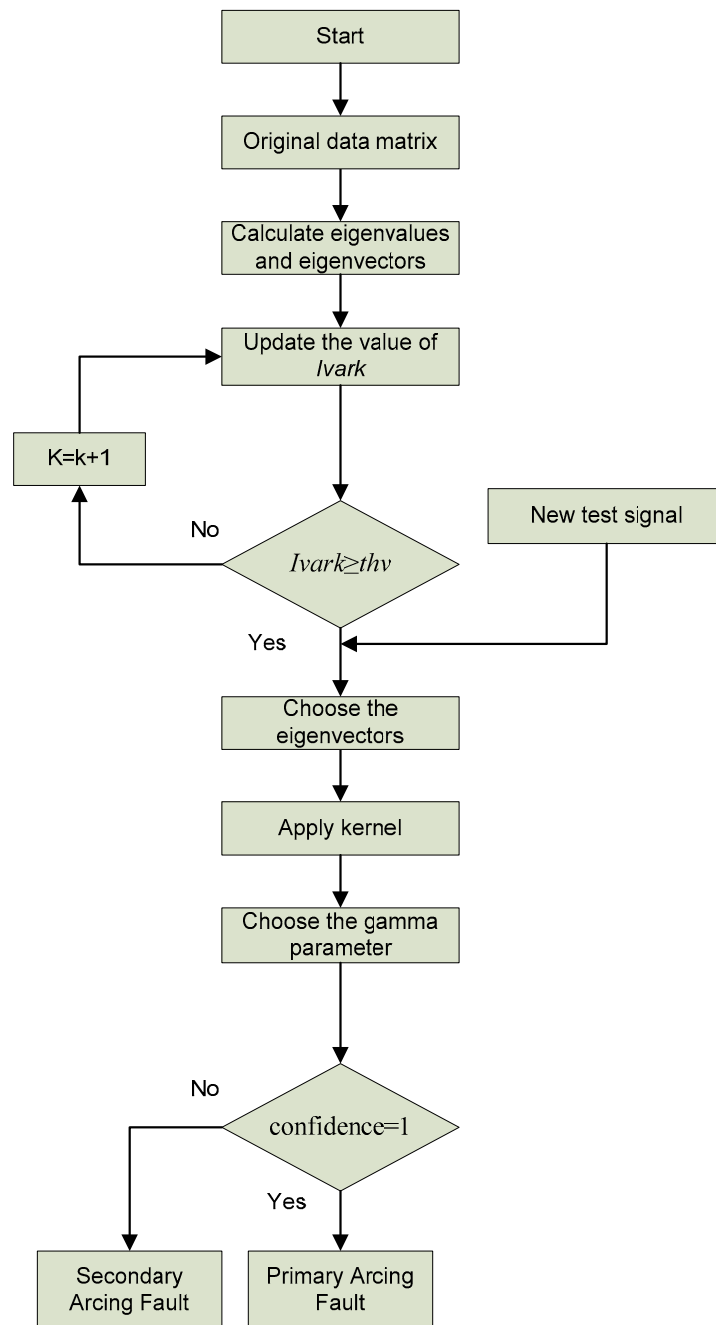 Start
Original data matrix
Calculate eigenvalues
and eigenvectors
Update the value of
Ivark
K=k+1
No
New test signal
Ivark≥thv
Yes
Choose the
eigenvectors
Apply kernel
Choose the gamma
parameter
No
confidence=1
Yes
Secondary
Arcing Fault
Primary Arcing
Fault